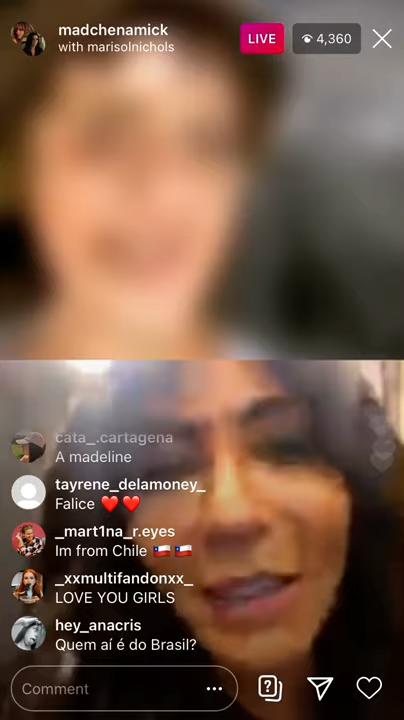 madchenamick
with marisolnichols
LIVE
4,360
cata_.cartagena
A madeline
tayrene_delamoney_
Falice ❤️ ❤️
_mart1na_r.eyes
Im from Chile 🇨🇱 🇨🇱
_xxmultifandonxx_
LOVE YOU GIRLS
hey_anacris
Quem aí é do Brasil?
Comment